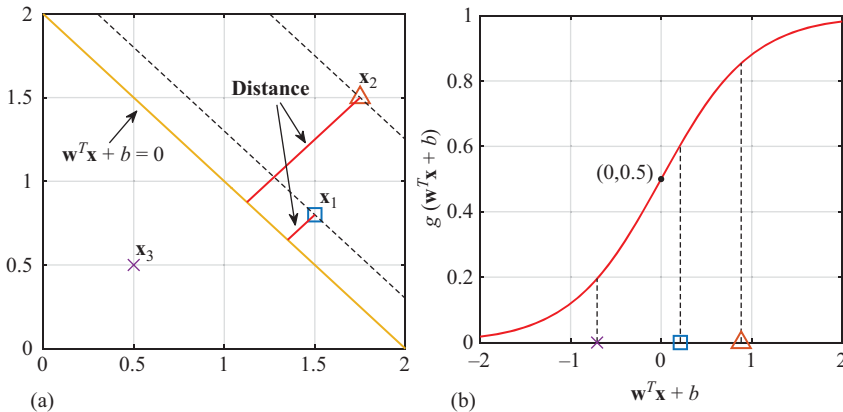 2
1.5
1
0.5
0
0 0.5 1 1.5 2
Distance
x₂
wᵀx + b = 0
x₁
x₃
(a)
1
0.8
0.6
0.4
0.2
0
−2 −1 0 1 2
g (wᵀx + b)
(0,0.5)
wᵀx + b
(b)